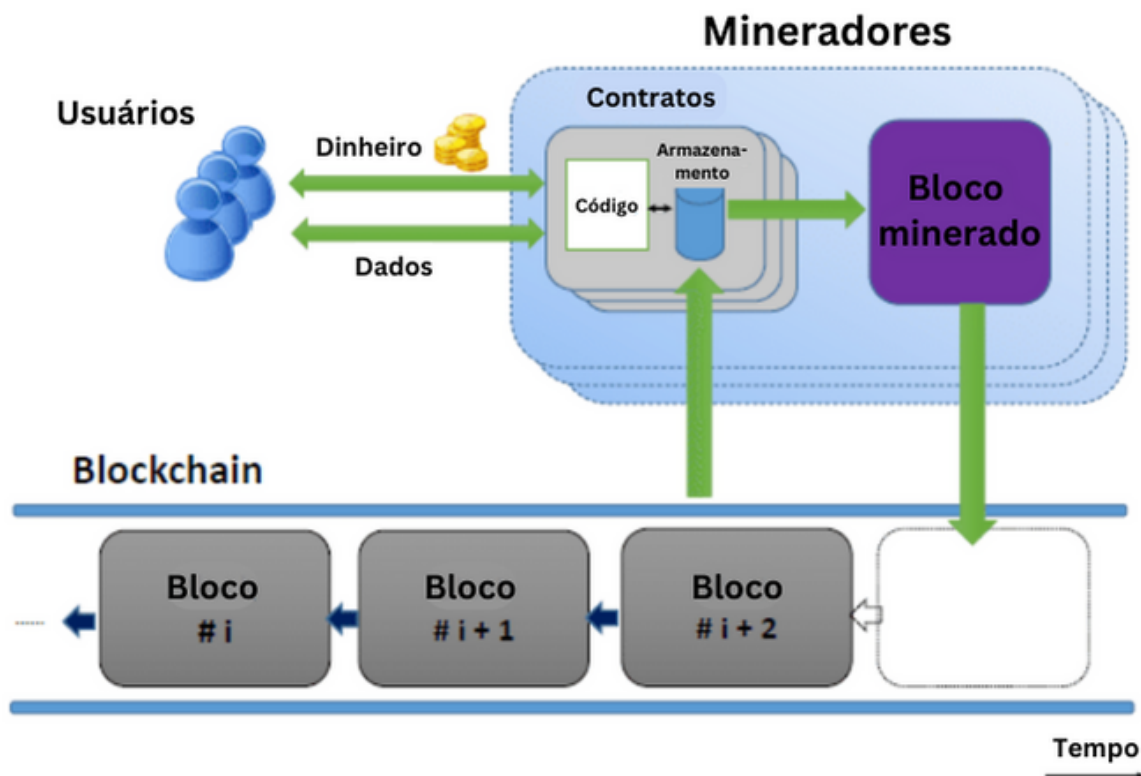 Mineradores
Usuários
Contratos
Dinheiro
Armazena-
mento
Código
Bloco
minerado
Dados
Blockchain
Bloco
# i
Bloco
# i + 1
Bloco
# i + 2
......
Tempo